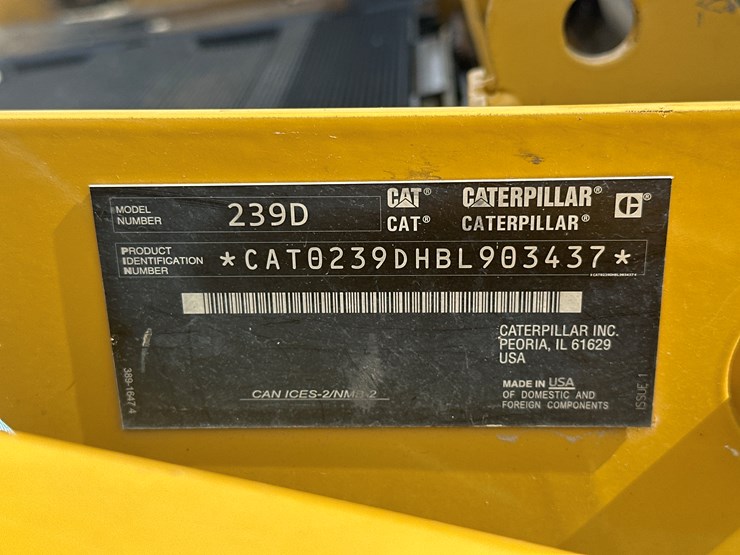 MODEL NUMBER 239D
CAT® CATERPILLAR® C®
CAT® CATERPILLAR®
PRODUCT IDENTIFICATION NUMBER *CAT0239DHBL903437*
*CAT0239DHBL903437*
CATERPILLAR INC.
PEORIA, IL 61629
USA
389-1647 4
CAN ICES-2/NMB-2
MADE IN USA
OF DOMESTIC AND
FOREIGN COMPONENTS
ISSUE 1